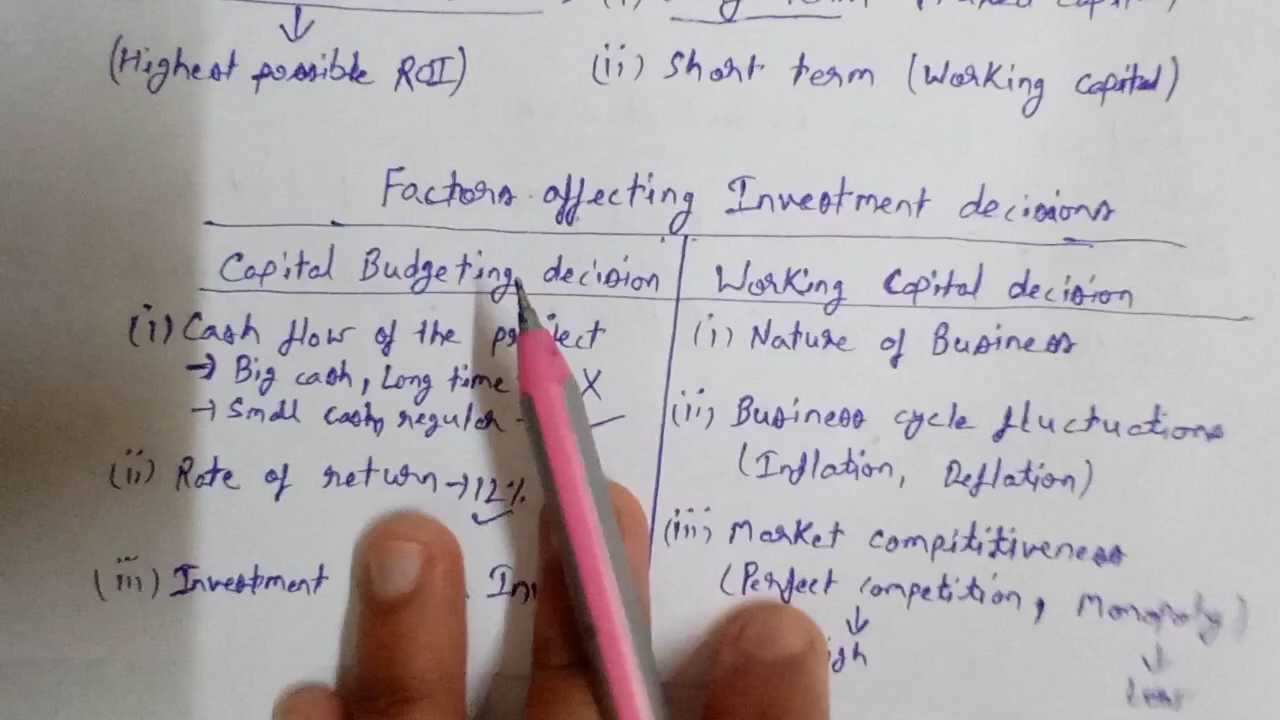 (Highest possible ROI)
(ii) Short term (Working capital)
Factors affecting Investment decisions
Capital Budgeting decision
(i) Cash flow of the project
→ Big cash, Long time X
→ Small cash, regular -
(ii) Rate of return → 12%
(iii) Investment
Working Capital decision
(i) Nature of Business
(ii) Business cycle fluctuations
(Inflation, Deflation)
(iii) Market compititiveness
(Perfect competition, Monopoly)